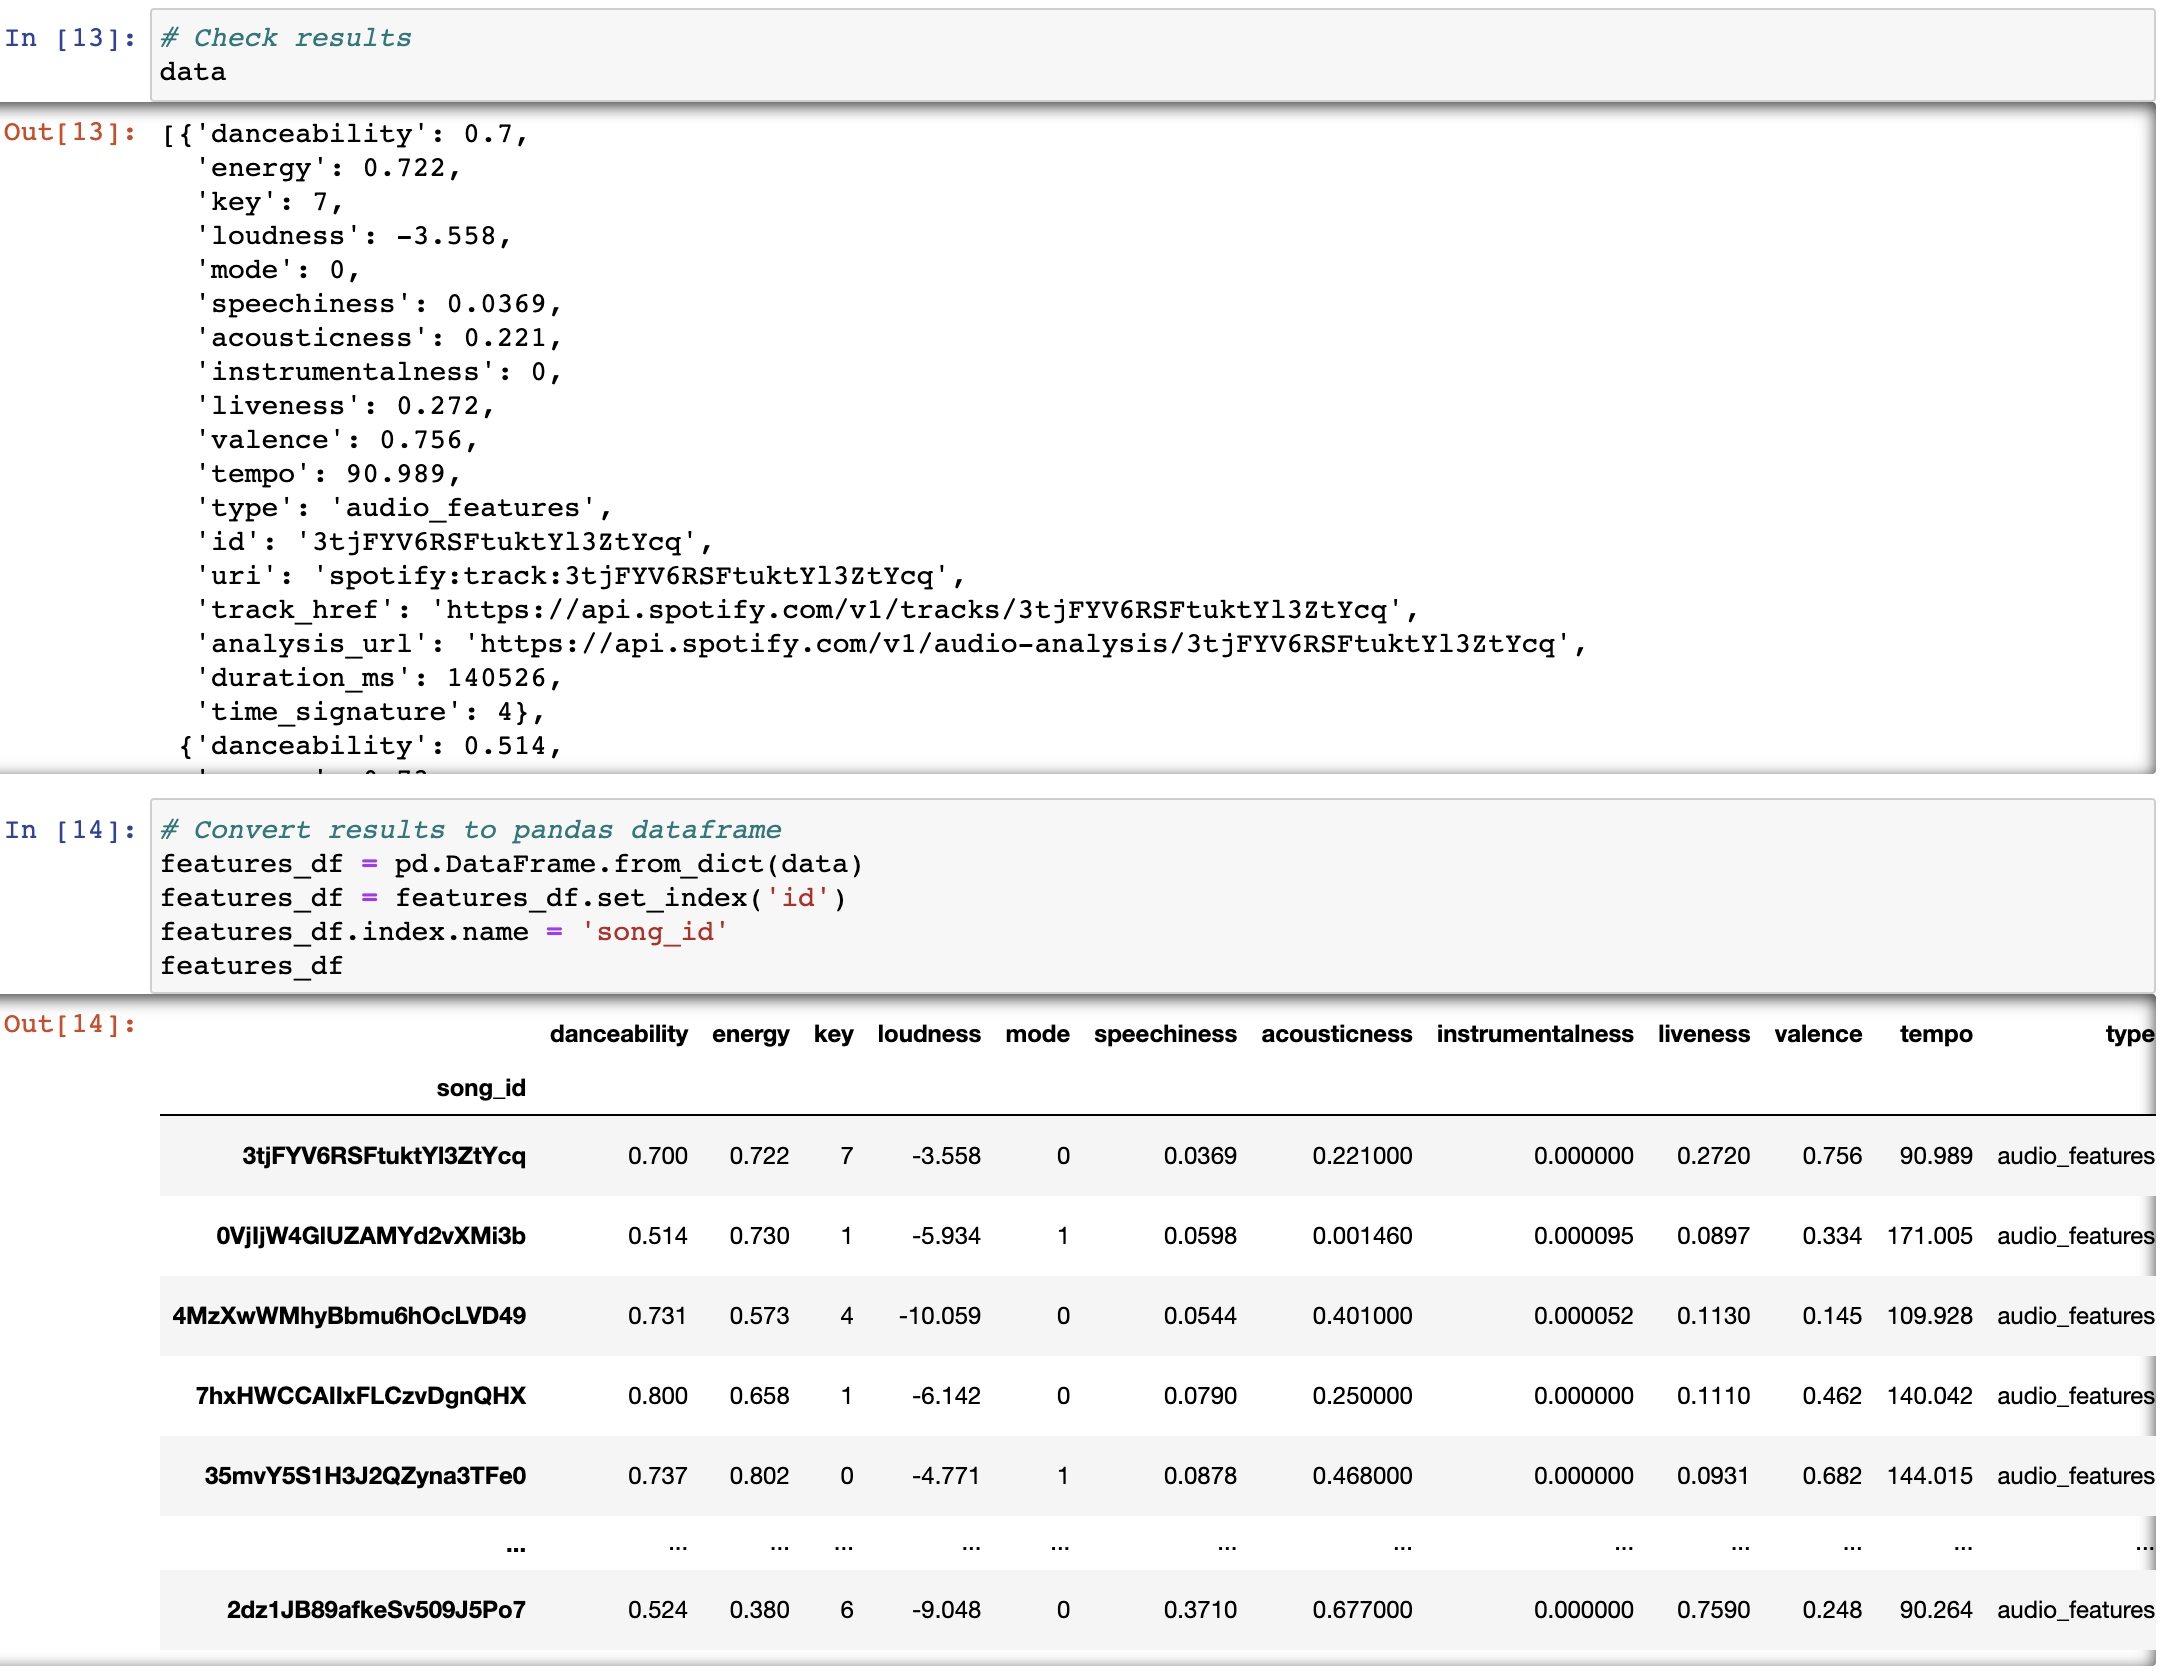 In [13]: # Check results
data
Out[13]: [{'danceability': 0.7,
'energy': 0.722,
'key': 7,
'loudness': -3.558,
'mode': 0,
'speechiness': 0.0369,
'acousticness': 0.221,
'instrumentalness': 0,
'liveness': 0.272,
'valence': 0.756,
'tempo': 90.989,
'type': 'audio_features',
'id': '3tjFYV6RSFtuktYl3ZtYcq',
'uri': 'spotify:track:3tjFYV6RSFtuktYl3ZtYcq',
'track_href': 'https://api.spotify.com/v1/tracks/3tjFYV6RSFtuktYl3ZtYcq',
'analysis_url': 'https://api.spotify.com/v1/audio-analysis/3tjFYV6RSFtuktYl3ZtYcq',
'duration_ms': 140526,
'time_signature': 4},
{'danceability': 0.514,
In [14]: # Convert results to pandas dataframe
features_df = pd.DataFrame.from_dict(data)
features_df = features_df.set_index('id')
features_df.index.name = 'song_id'
features_df
Out[14]: danceability energy key loudness mode speechiness acousticness instrumentalness liveness valence tempo type
song_id
3tjFYV6RSFtuktYl3ZtYcq 0.700 0.722 7 -3.558 0 0.0369 0.221000 0.000000 0.2720 0.756 90.989 audio_features
0VjIjW4GlUZAMYd2vXMi3b 0.514 0.730 1 -5.934 1 0.0598 0.001460 0.000095 0.0897 0.334 171.005 audio_features
4MzXwWMhyBbmu6hOcLVD49 0.731 0.573 4 -10.059 0 0.0544 0.401000 0.000052 0.1130 0.145 109.928 audio_features
7hxHWCCAIIxFLCzvDgnQHX 0.800 0.658 1 -6.142 0 0.0790 0.250000 0.000000 0.1110 0.462 140.042 audio_features
35mvY5S1H3J2QZyna3TFe0 0.737 0.802 0 -4.771 1 0.0878 0.468000 0.000000 0.0931 0.682 144.015 audio_features
... ... ... ... ... ... ... ... ... ... ... ... ...
2dz1JB89afkeSv509J5Po7 0.524 0.380 6 -9.048 0 0.3710 0.677000 0.000000 0.7590 0.248 90.264 audio_features